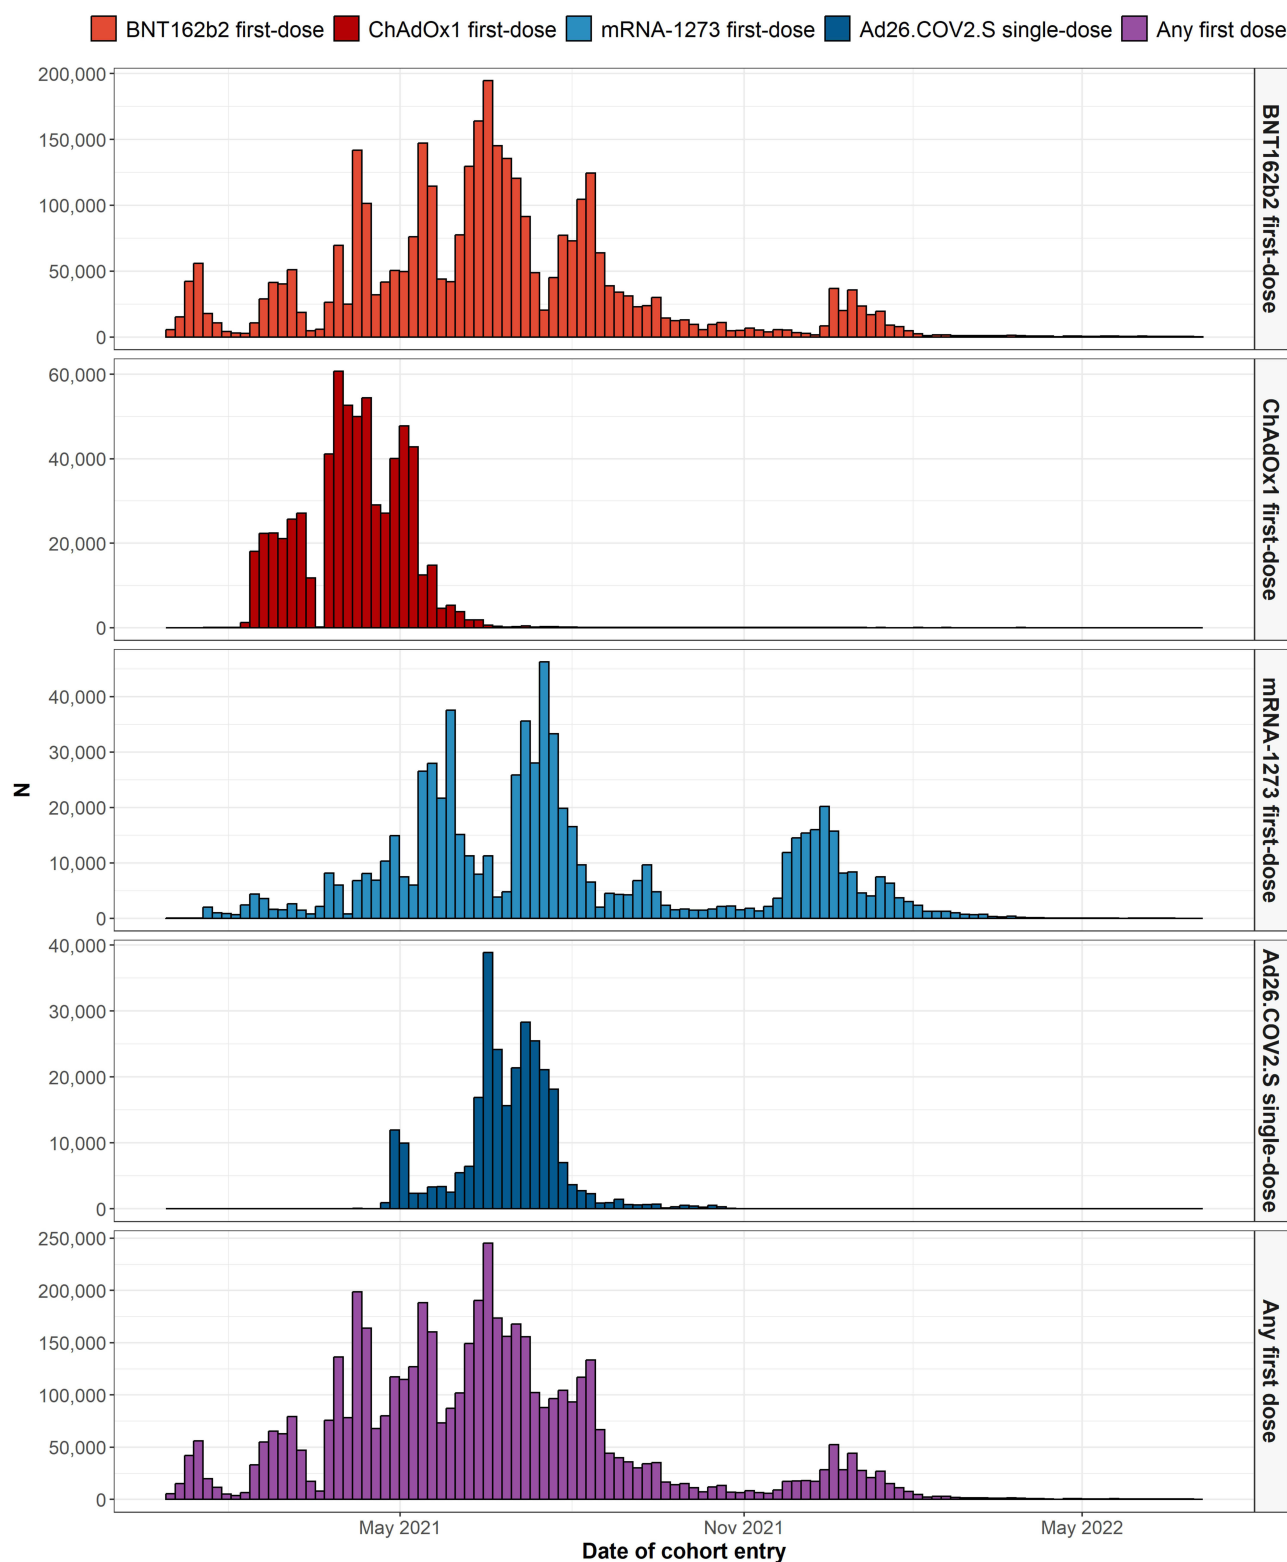 BNT162b2 first-dose ChAdOx1 first-dose mRNA-1273 first-dose Ad26.COV2.S single-dose Any first dose
200,000
150,000
100,000
50,000
0
BNT162b2 first-dose
60,000
40,000
20,000
0
ChAdOx1 first-dose
40,000
30,000
20,000
10,000
0
mRNA-1273 first-dose
N
40,000
30,000
20,000
10,000
0
Ad26.COV2.S single-dose
250,000
200,000
150,000
100,000
50,000
0
Any first dose
May 2021 Nov 2021 May 2022
Date of cohort entry